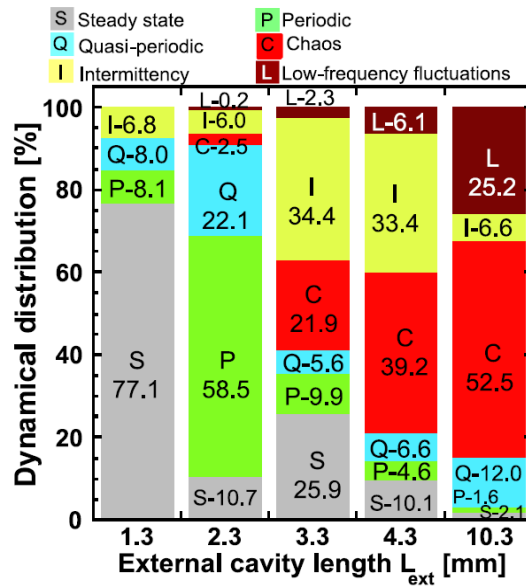 S Steady state
P Periodic
Q Quasi-periodic
C Chaos
I Intermittency
L Low-frequency fluctuations
Dynamical distribution [%]
100
80
60
40
20
0
I-6.8
Q-8.0
P-8.1
S
77.1
L-0.2
I-6.0
C-2.5
Q
22.1
P
58.5
S-10.7
L-2.3
I
34.4
C
21.9
Q-5.6
P-9.9
S
25.9
L-6.1
I
33.4
C
39.2
Q-6.6
P-4.6
S-10.1
L
25.2
I-6.6
C
52.5
Q-12.0
P-1.6
S-2.1
1.3 2.3 3.3 4.3 10.3
External cavity length L_ext [mm]